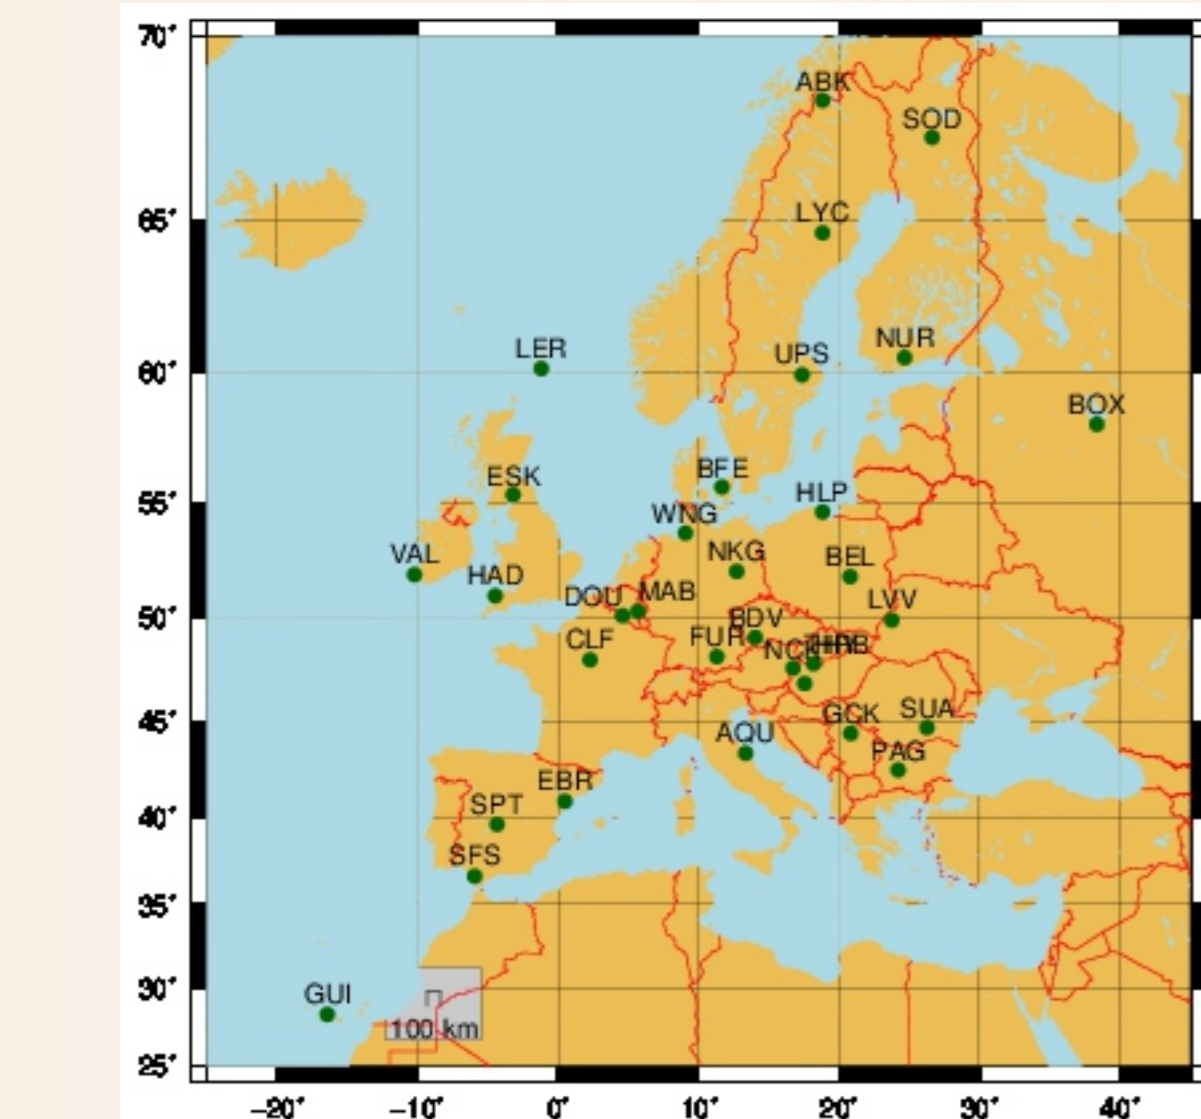 70°
ABK
SOD
65°
LYC
LER
UPS
NUR
60°
BOX
ESK
BFE
HLP
55°
WNG
VAL
HAD
NKG
BEL
DOU
MAB
LVV
50°
CLF
FUR
BDV
NCK
HRB
45°
AQU
GCK
SUA
PAG
EBR
40°
SPT
SFS
35°
30°
GUI
100 km
25°
-20°
-10°
0°
10°
20°
30°
40°